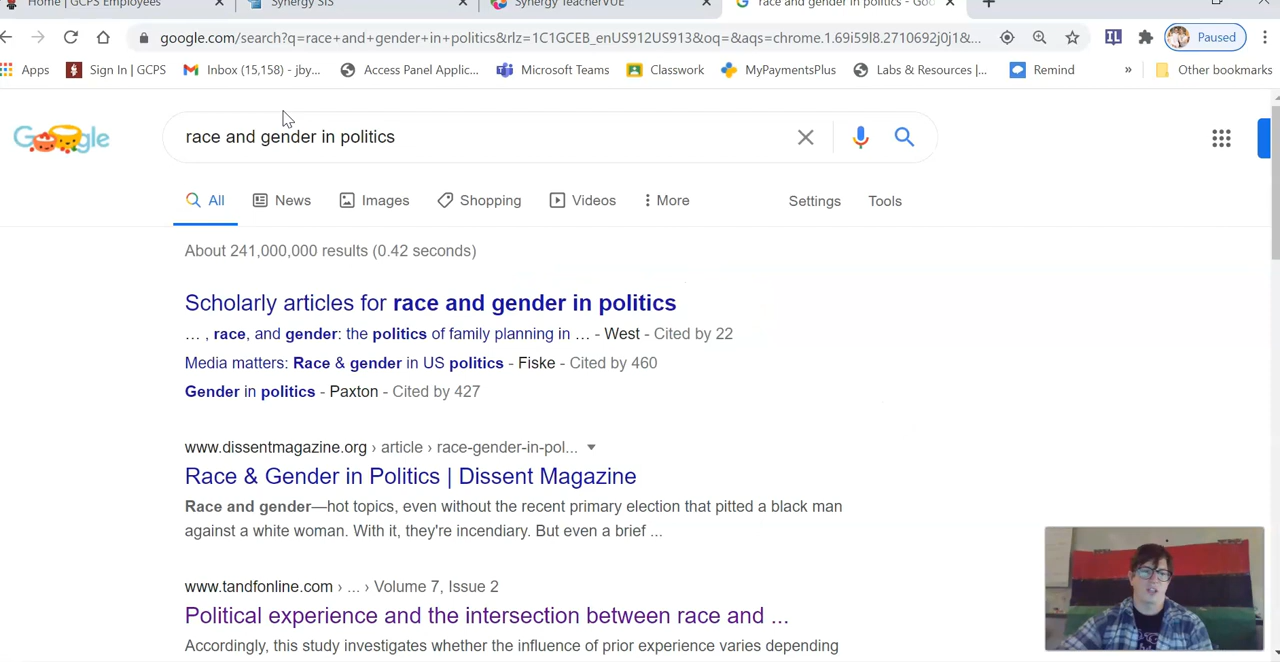 Home | GCPS Employees
Synergy SIS
Synergy TeacherVUE
race and gender in politics - Goo
google.com/search?q=race+and+gender+in+politics&rlz=1C1GCEB_enUS912US913&oq=&aqs=chrome.1.69i59l8.2710692j0j1&...
IL
Paused
Apps
Sign In | GCPS
Inbox (15,158) - jby...
Access Panel Applic...
Microsoft Teams
Classwork
MyPaymentsPlus
Labs & Resources |...
Remind
»
Other bookmarks
Google
race and gender in politics
All
News
Images
Shopping
Videos
More
Settings
Tools
About 241,000,000 results (0.42 seconds)
Scholarly articles for race and gender in politics
... , race, and gender: the politics of family planning in ... - West - Cited by 22
Media matters: Race & gender in US politics - Fiske - Cited by 460
Gender in politics - Paxton - Cited by 427
www.dissentmagazine.org › article › race-gender-in-pol...
Race & Gender in Politics | Dissent Magazine
Race and gender—hot topics, even without the recent primary election that pitted a black man
against a white woman. With it, they're incendiary. But even a brief ...
www.tandfonline.com › ... › Volume 7, Issue 2
Political experience and the intersection between race and ...
Accordingly, this study investigates whether the influence of prior experience varies depending